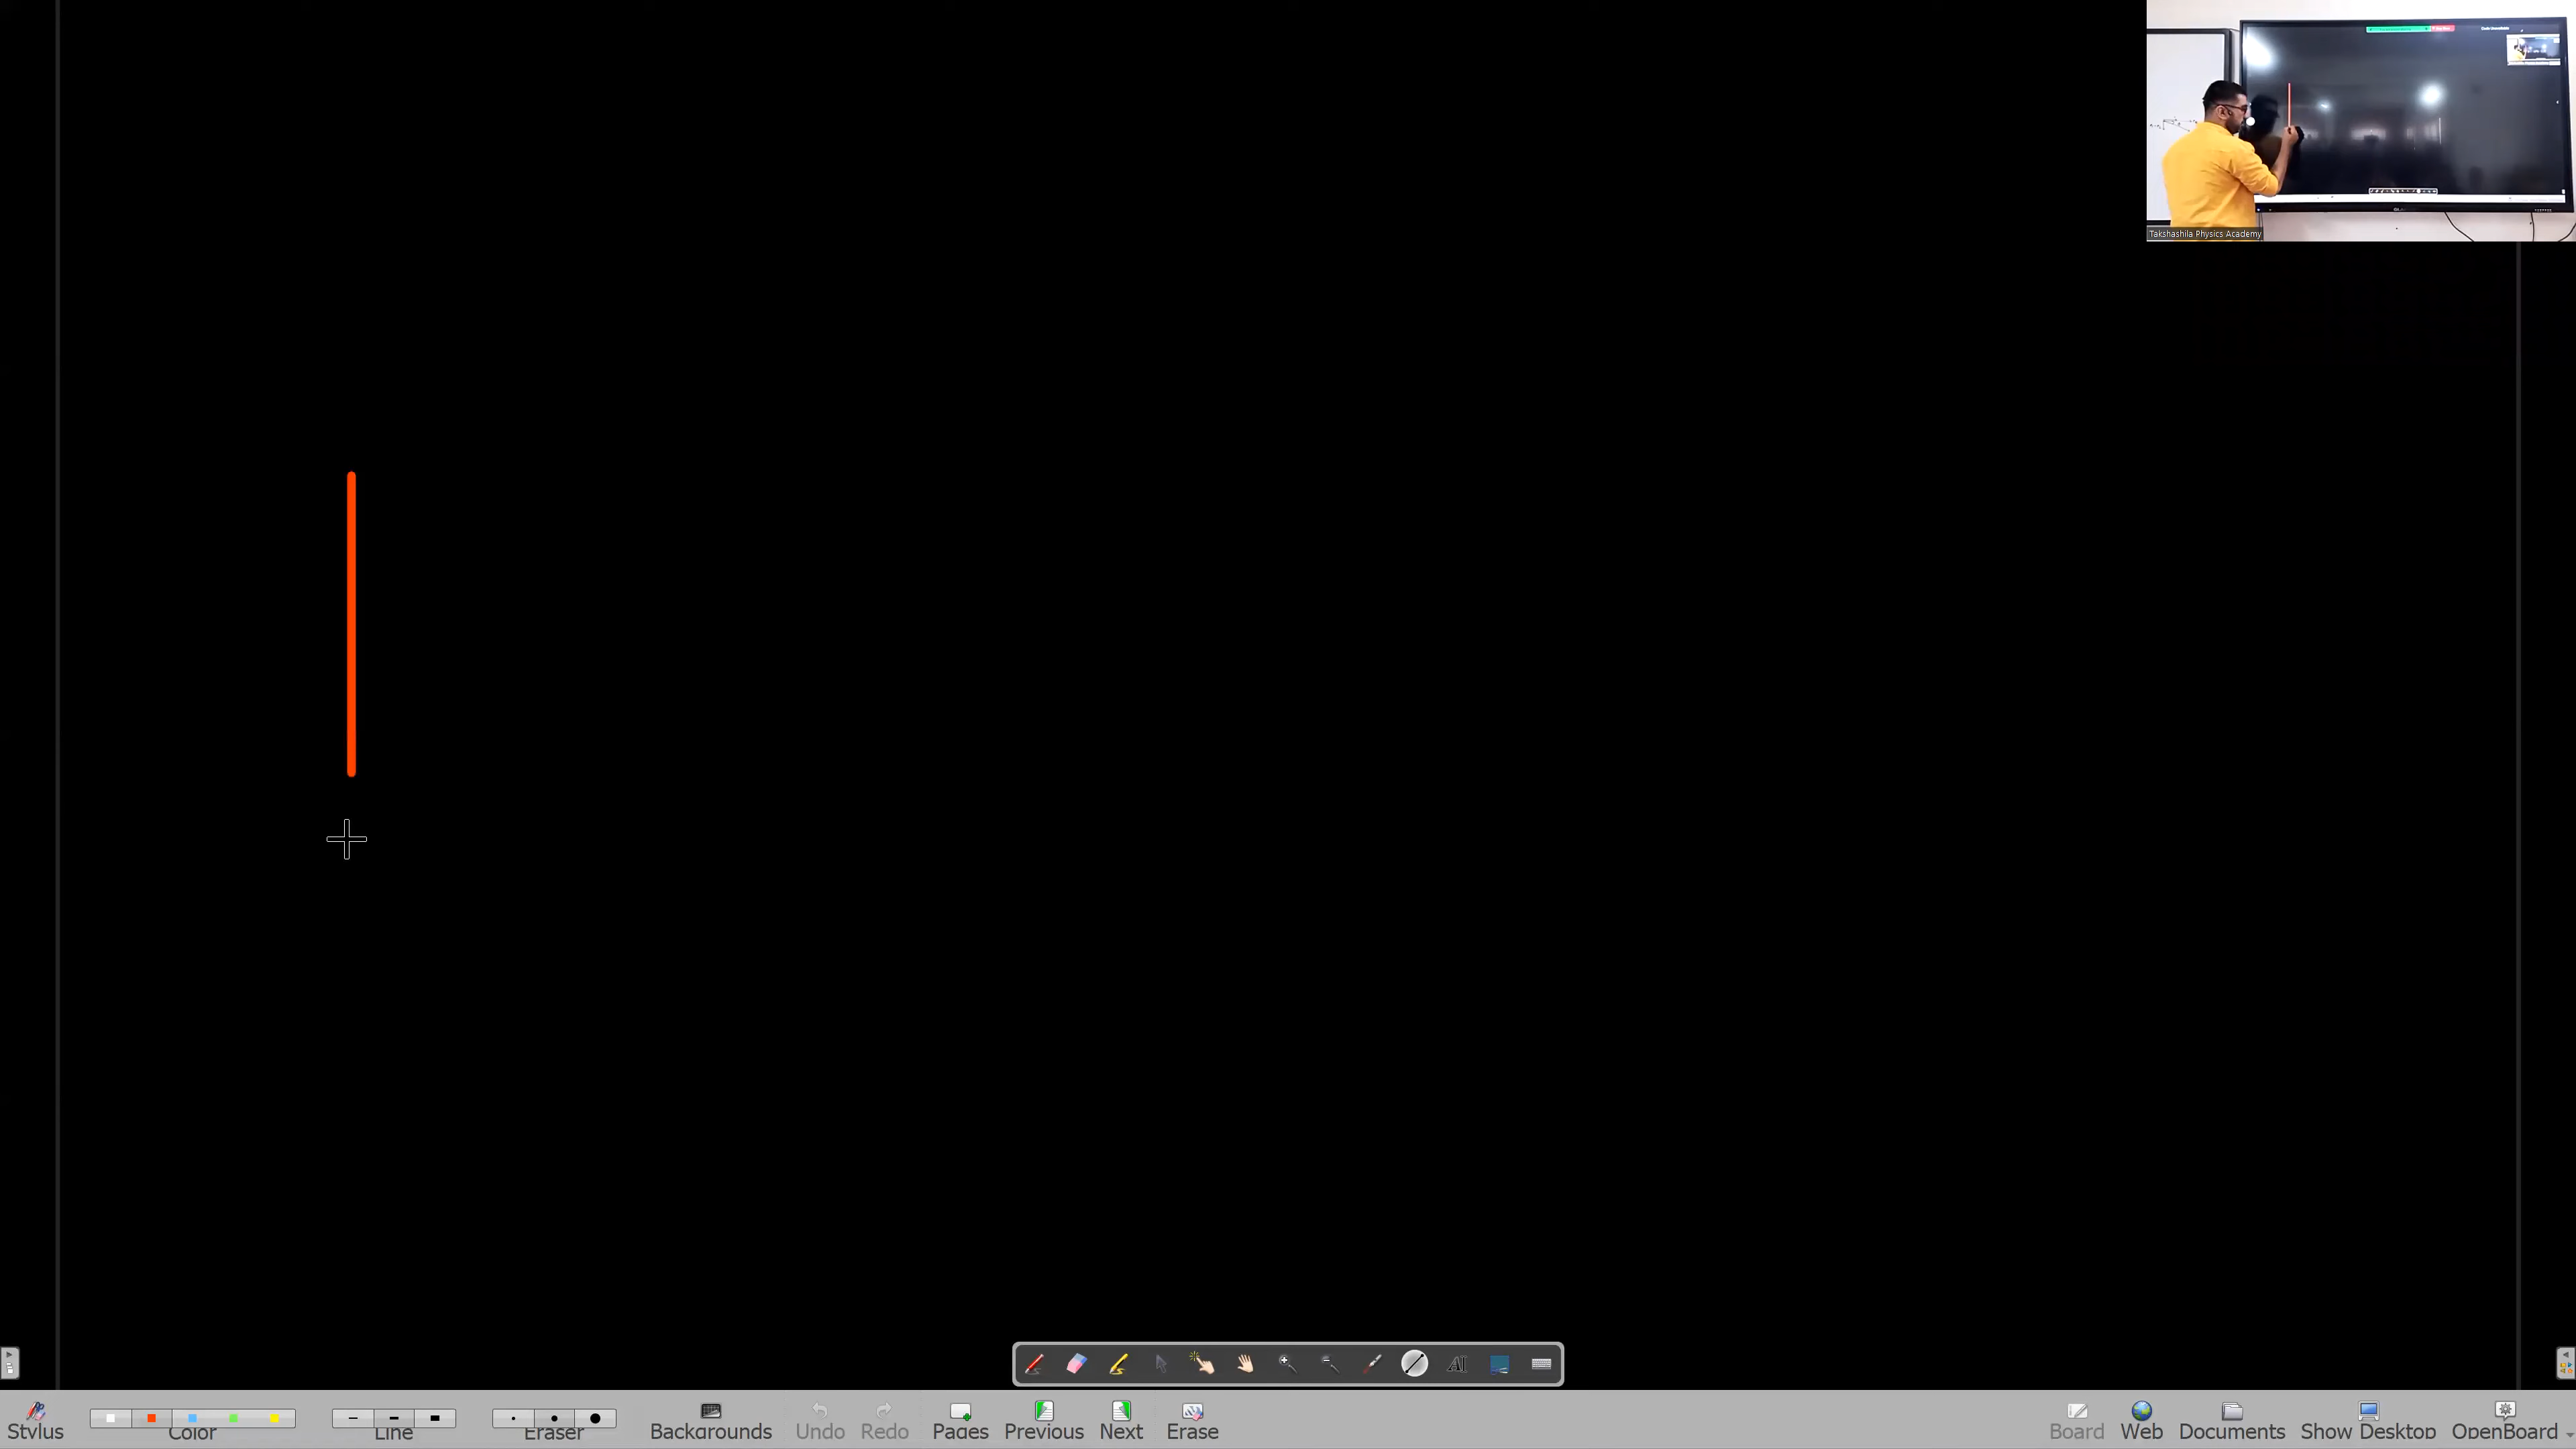 Takshashila Physics Academy
AI
Stylus
Color
Line
Eraser
Backgrounds
Undo
Redo
Pages
Previous
Next
Erase
Board
Web
Documents
Show Desktop
OpenBoard